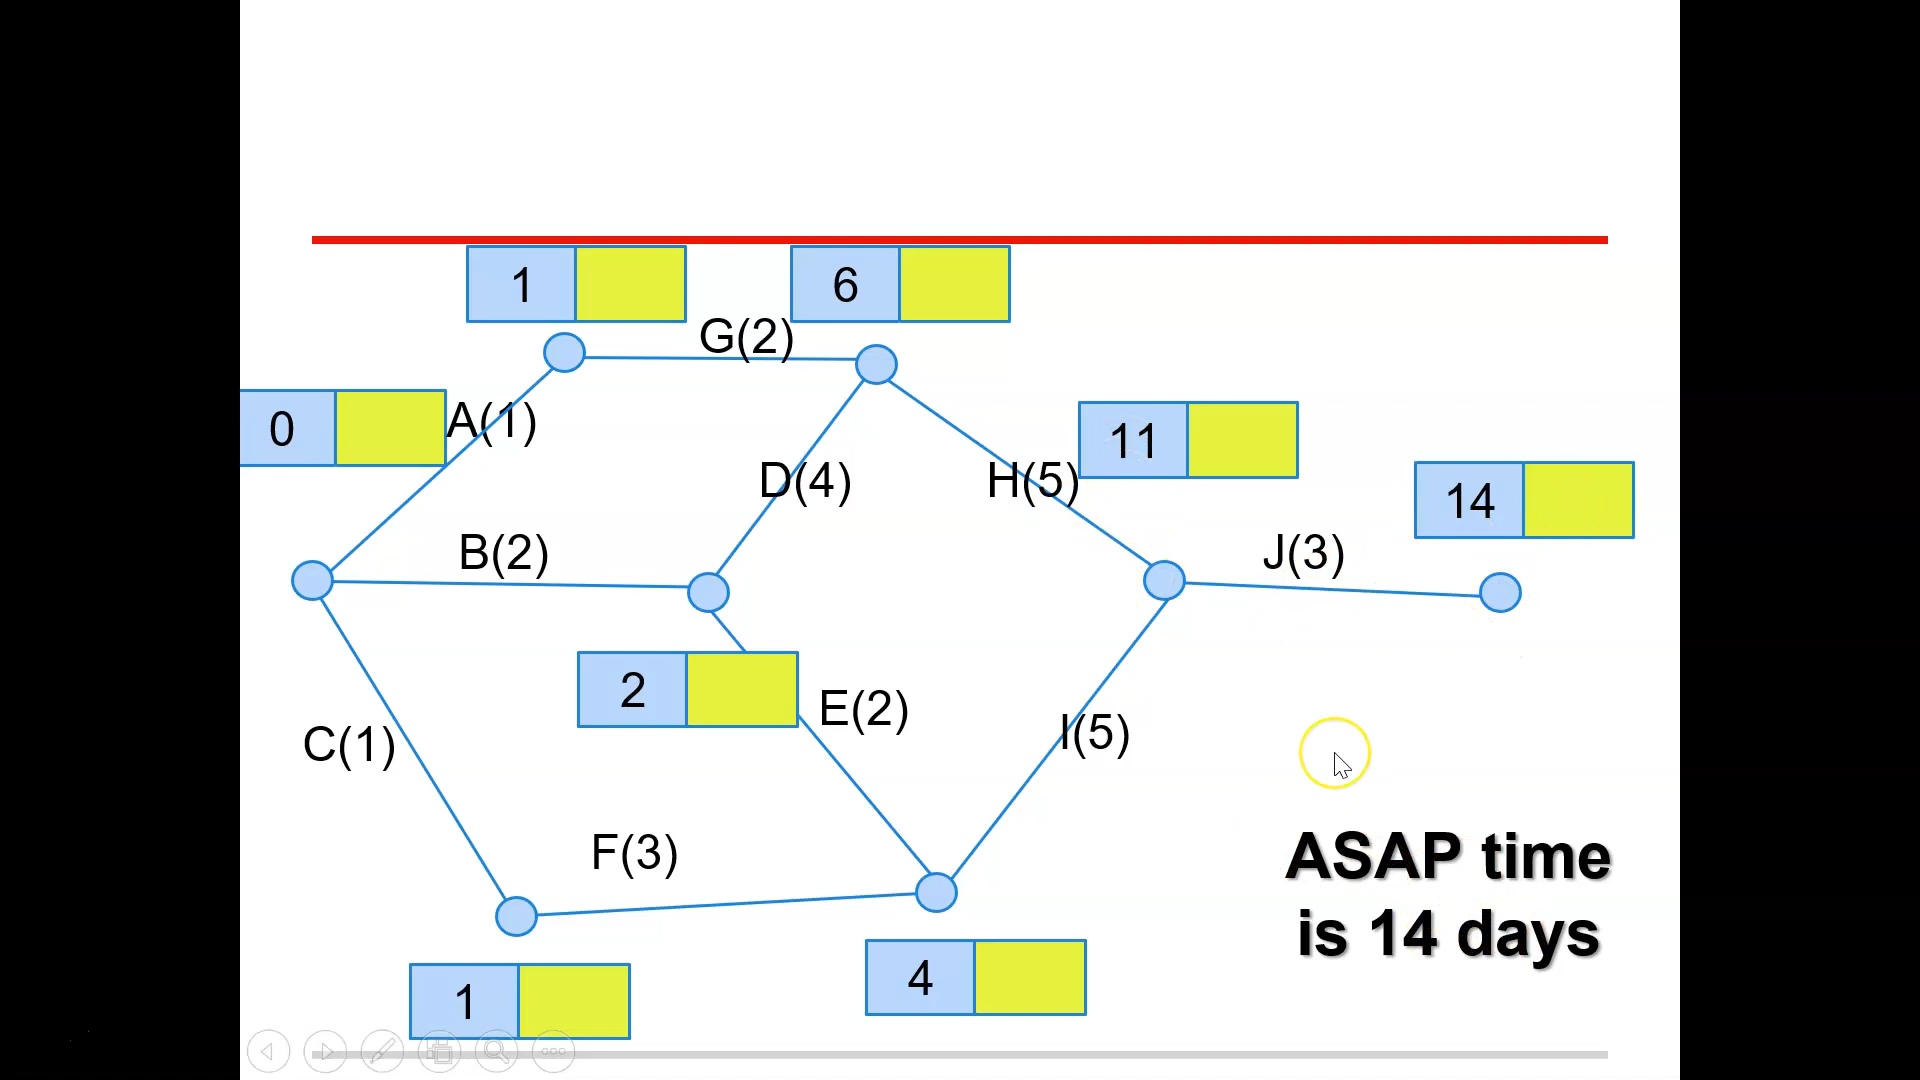 1
6
G(2)
0
A(1)
11
D(4)
H(5)
14
B(2)
J(3)
2
E(2)
C(1)
I(5)
F(3)
ASAP time
is 14 days
4
1